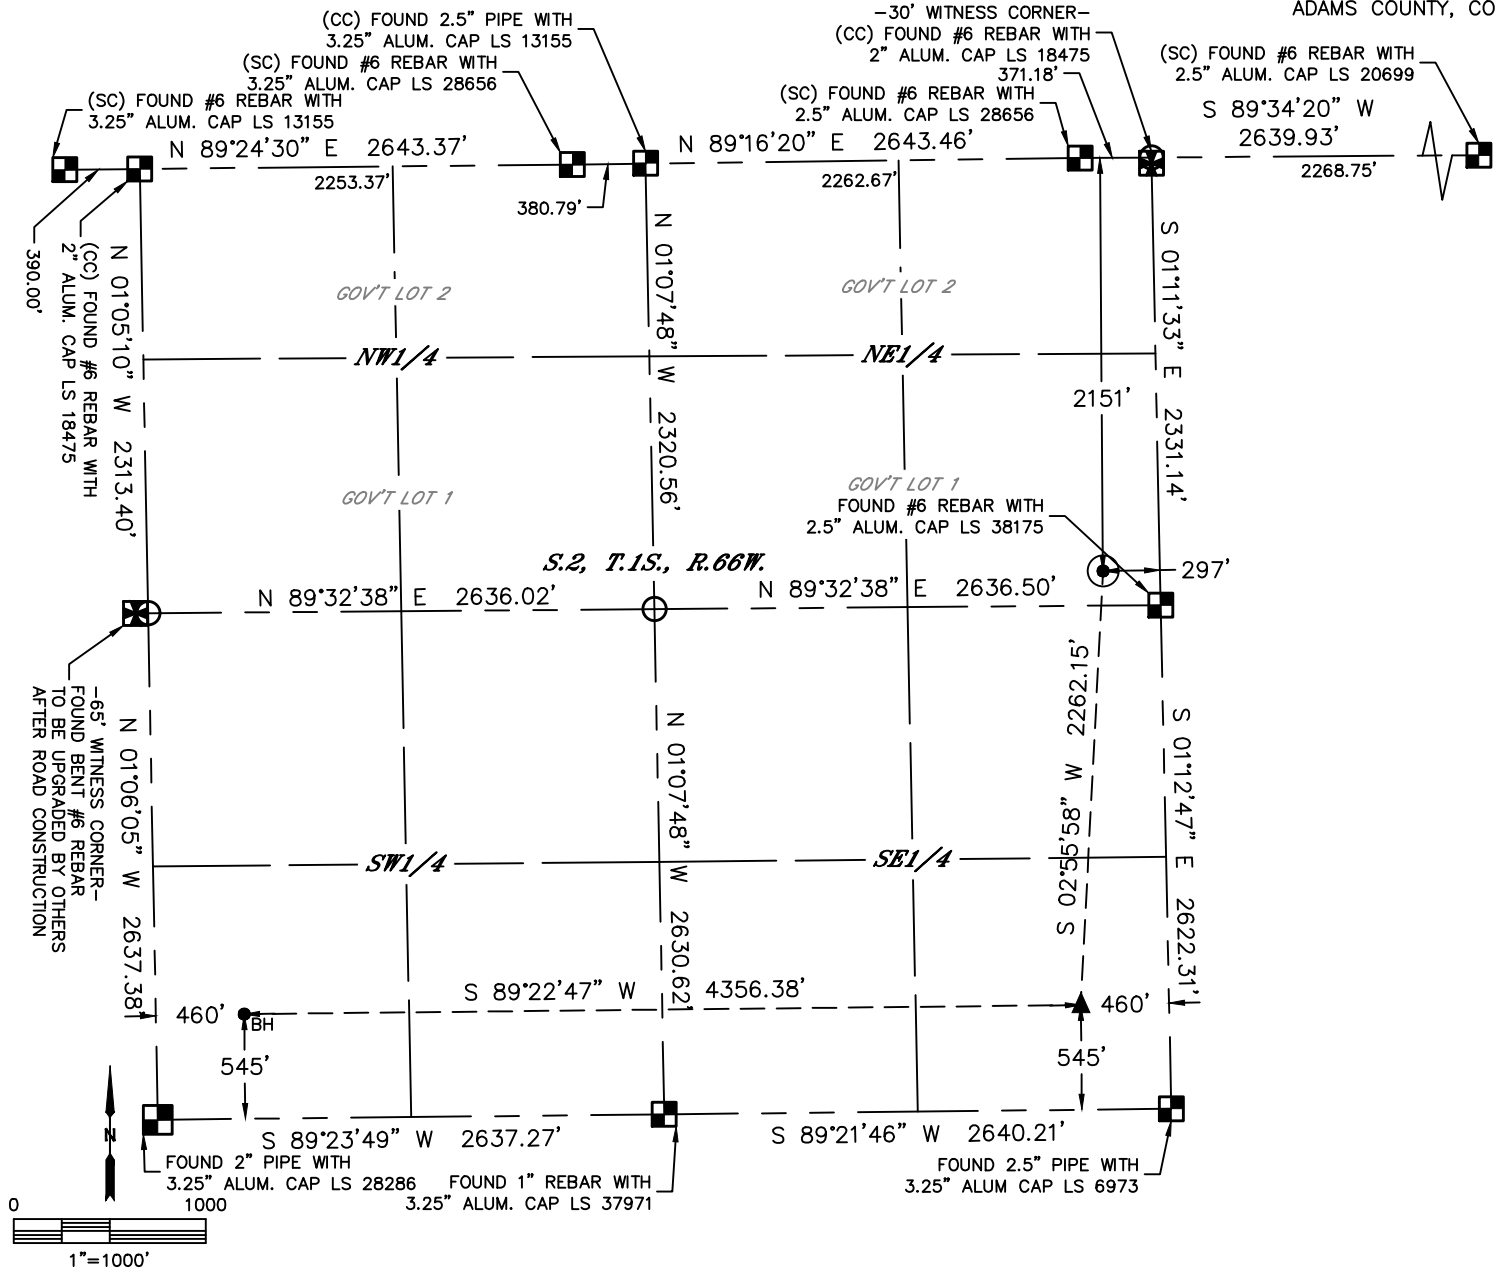 ADAMS COUNTY, CO
(CC) FOUND 2.5" PIPE WITH
3.25" ALUM. CAP LS 13155
-30' WITNESS CORNER-
(CC) FOUND #6 REBAR WITH
2" ALUM. CAP LS 18475
371.18'
(SC) FOUND #6 REBAR WITH
2.5" ALUM. CAP LS 20699
(SC) FOUND #6 REBAR WITH
3.25" ALUM. CAP LS 28656
(SC) FOUND #6 REBAR WITH
3.25" ALUM. CAP LS 13155
(SC) FOUND #6 REBAR WITH
2.5" ALUM. CAP LS 28656
S 89°34'20" W
2639.93'
2268.75'
N 89°24'30" E 2643.37'
2253.37'
380.79'
N 89°16'20" E 2643.46'
2262.67'
390.00'
(CC) FOUND #6 REBAR WITH
2" ALUM. CAP LS 18475
N 01°05'10" W 2313.40'
N 01°07'48" W 2320.56'
S 01°11'33" E 2331.14'
GOV'T LOT 2
GOV'T LOT 2
NW1/4
NE1/4
2151'
GOV'T LOT 1
GOV'T LOT 1
FOUND #6 REBAR WITH
2.5" ALUM. CAP LS 38175
S.2, T.1S., R.66W.
297'
N 89°32'38" E 2636.02'
N 89°32'38" E 2636.50'
-65' WITNESS CORNER-
FOUND BENT #6 REBAR
TO BE UPGRADED BY OTHERS
AFTER ROAD CONSTRUCTION
N 01°06'05" W 2637.38'
N 01°07'48" W 2630.62'
S 02°55'58" W 2262.15'
S 01°12'47" E 2622.31'
SW1/4
SE1/4
S 89°22'47" W 4356.38'
460'
BH
460'
545'
545'
S 89°23'49" W 2637.27'
S 89°21'46" W 2640.21'
N
FOUND 2" PIPE WITH
3.25" ALUM. CAP LS 28286
FOUND 1" REBAR WITH
3.25" ALUM. CAP LS 37971
FOUND 2.5" PIPE WITH
3.25" ALUM CAP LS 6973
0 1000
1"=1000'